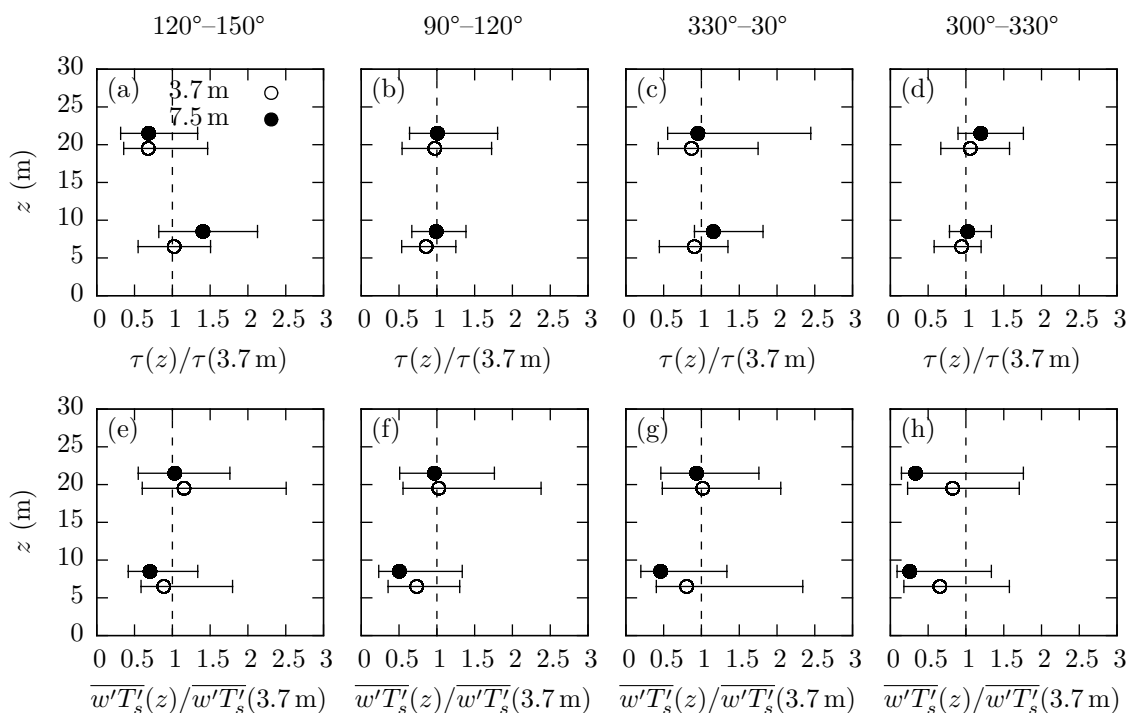 120°–150° 90°–120° 330°–30° 300°–330°
30 (a) 3.7 m (b) (c) (d)
25 7.5 m
20
z (m)
15
10
5
0
0 0.5 1 1.5 2 2.5 3 0 0.5 1 1.5 2 2.5 3 0 0.5 1 1.5 2 2.5 3 0 0.5 1 1.5 2 2.5 3
τ(z)/τ(3.7 m) τ(z)/τ(3.7 m) τ(z)/τ(3.7 m) τ(z)/τ(3.7 m)
30 (e) (f) (g) (h)
25
20
z (m)
15
10
5
0
0 0.5 1 1.5 2 2.5 3 0 0.5 1 1.5 2 2.5 3 0 0.5 1 1.5 2 2.5 3 0 0.5 1 1.5 2 2.5 3
w′T′s(z)/w′T′s(3.7 m) w′T′s(z)/w′T′s(3.7 m) w′T′s(z)/w′T′s(3.7 m) w′T′s(z)/w′T′s(3.7 m)